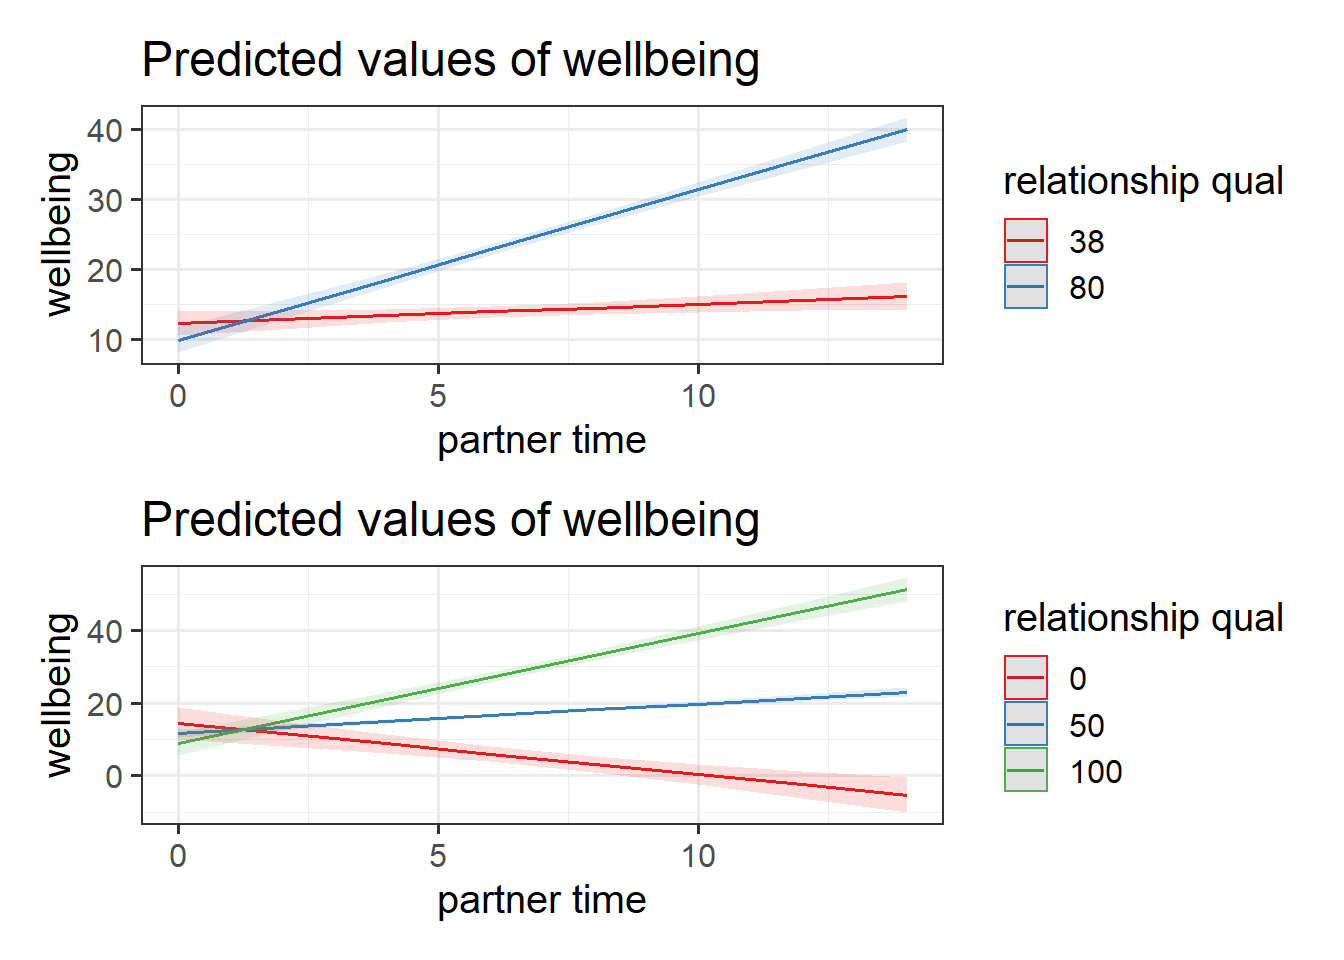 Predicted values of wellbeing
wellbeing
40
30
20
10
0
5
10
partner time
relationship qual
38
80
Predicted values of wellbeing
wellbeing
40
20
0
0
5
10
partner time
relationship qual
0
50
100